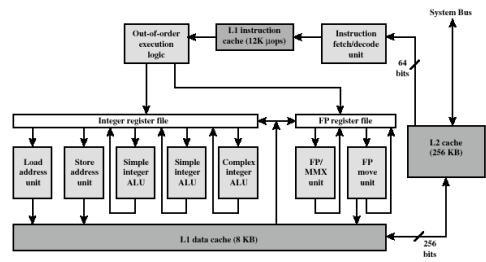 System Bus
Out-of-order
execution
logic
L1 instruction
cache (12K μops)
Instruction
fetch/decode
unit
64
bits
Integer register file
FP register file
L2 cache
(256 KB)
Load
address
unit
Store
address
unit
Simple
integer
ALU
Simple
integer
ALU
Complex
integer
ALU
FP/
MMX
unit
FP
move
unit
L1 data cache (8 KB)
256
bits